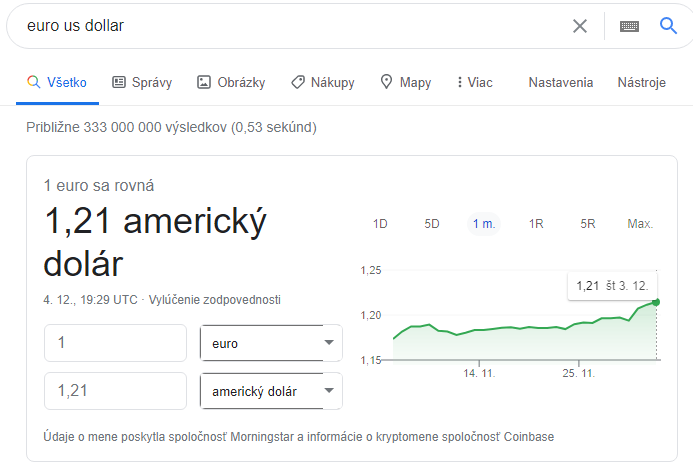 euro us dollar
Všetko Správy Obrázky Nákupy Mapy Viac Nastavenia Nástroje
Približne 333 000 000 výsledkov (0,53 sekúnd)
1 euro sa rovná
1,21 americký
dolár
4. 12., 19:29 UTC · Vylúčenie zodpovednosti
1 euro
1,21 americký dolár
1D 5D 1 m. 1R 5R Max.
1,25
1,21 št 3. 12.
1,20
1,15
14. 11. 25. 11.
Údaje o mene poskytla spoločnosť Morningstar a informácie o kryptomene spoločnosť Coinbase